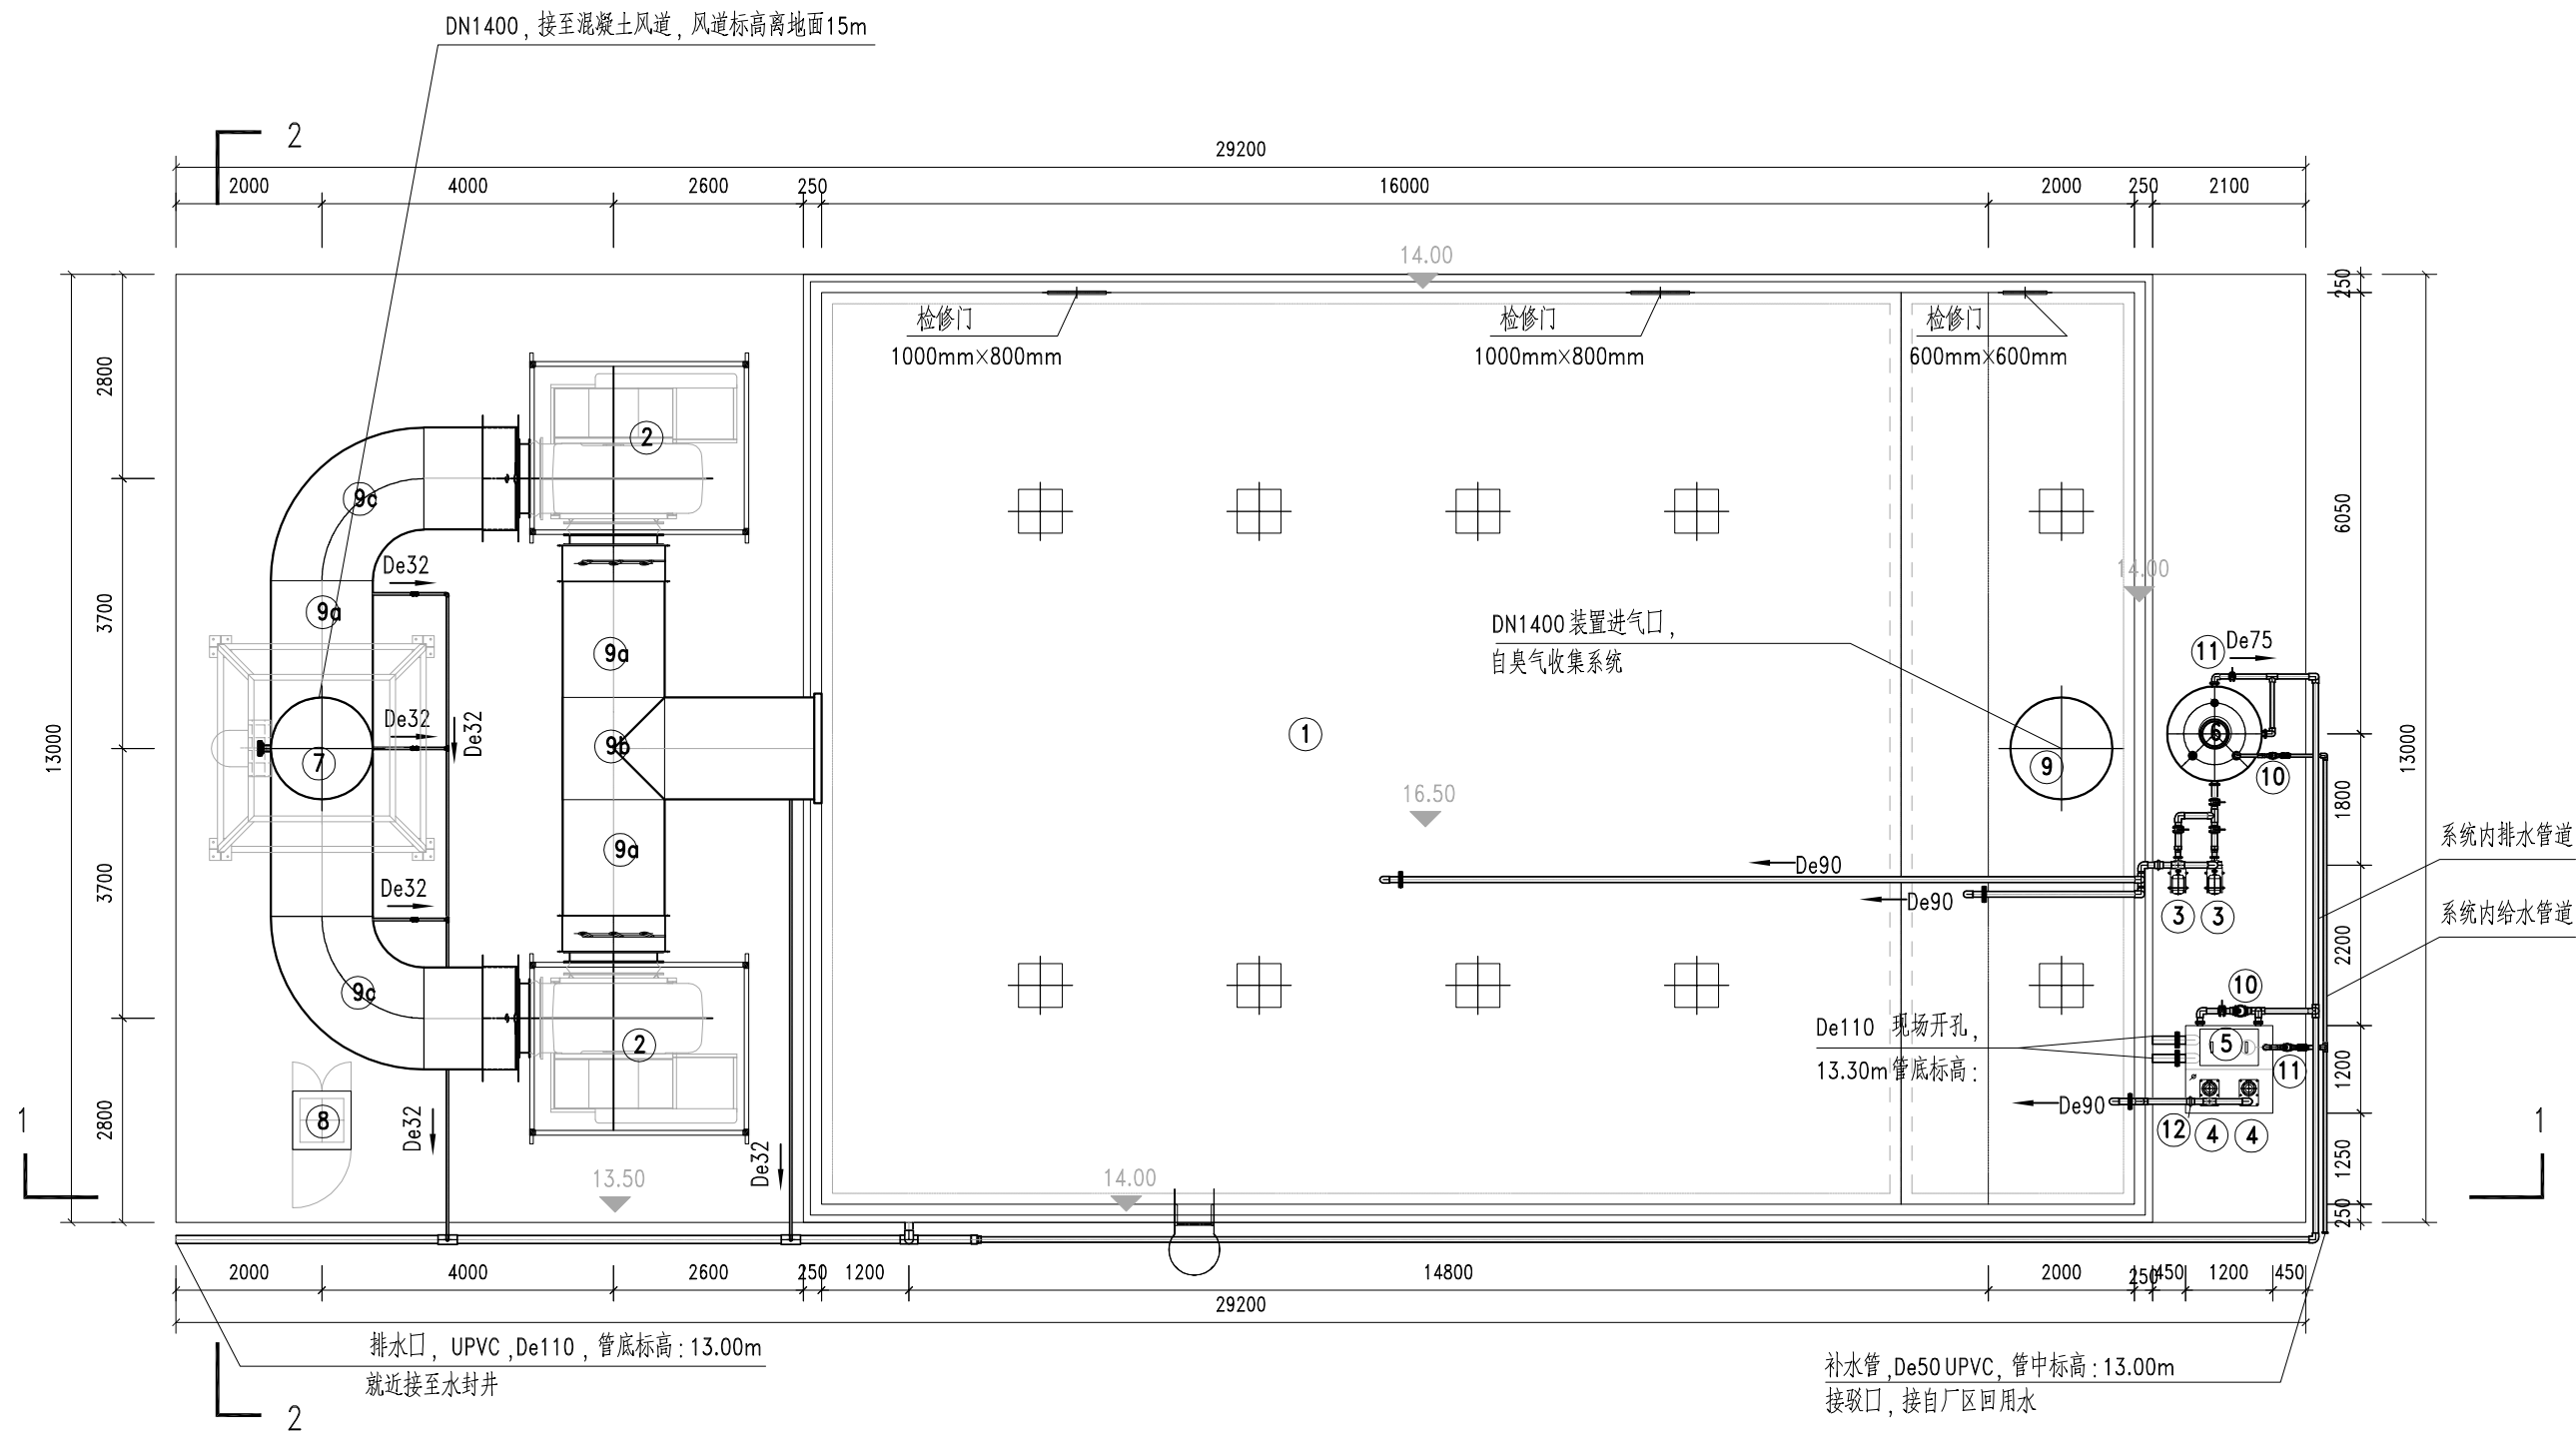 DN1400，接至混凝土风道，风道标高离地面15m
2
29200
2000 4000 2600 250 16000 2000 250 2100
14.00
检修门
1000mm×800mm
检修门
1000mm×800mm
检修门
600mm×600mm
250
2800
2
9c
6050
De32
14.00
3700
9a
DN1400 装置进气口，
自臭气收集系统
9a
11 De75
De32
De32
13000
7
9b
1
9
6
10
13000
16.50
1800
9a
系统内排水管道
De90
3700
De32
De90
3 3
系统内给水管道
2200
9c
10
2
De110 现场开孔，
13.30m管底标高：
5
11
1200
De90
12 4 4
8
De32
2800
De32
1
1
1250
13.50
14.00
250
2000 4000 2600 250 1200 14800 2000 250 450 1200 450
29200
排水口，UPVC，De110，管底标高：13.00m
就近接至水封井
补水管，De50 UPVC，管中标高：13.00m
接驳口，接自厂区回用水
2